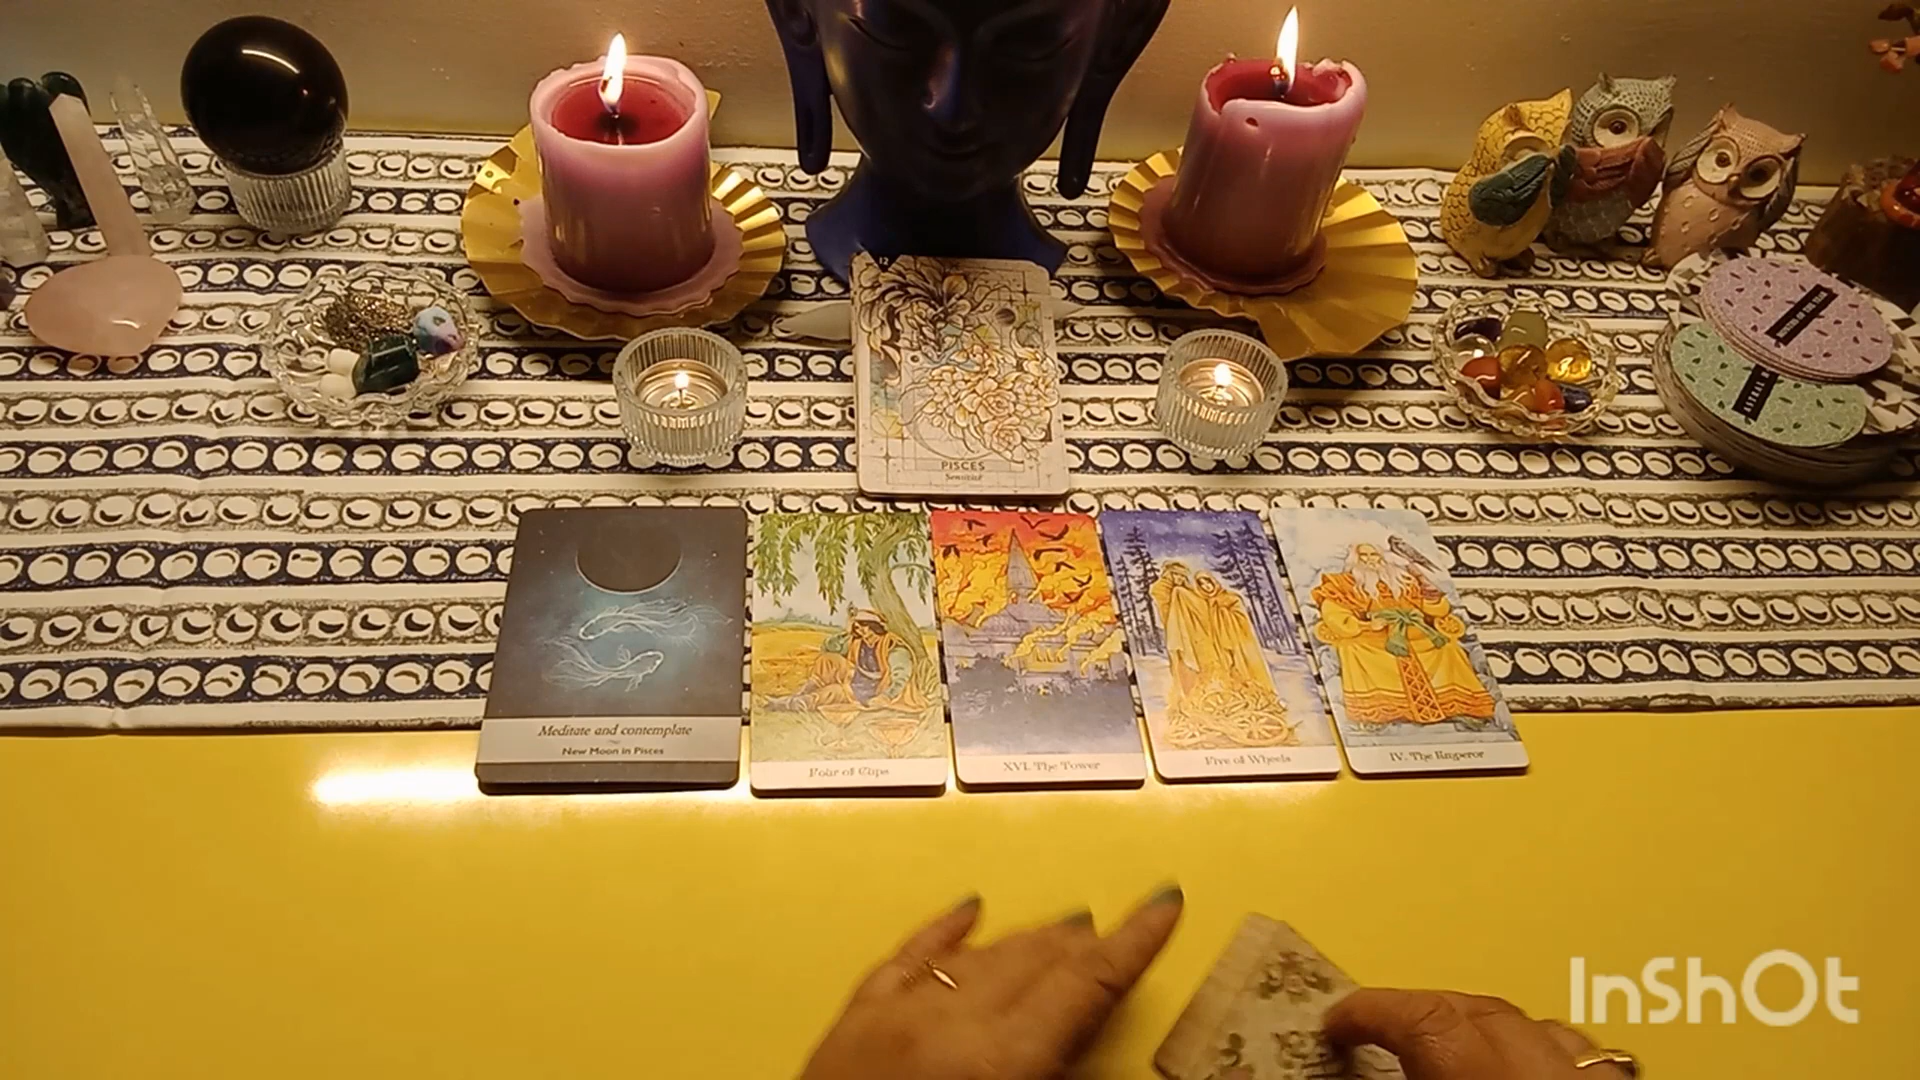 12
PISCES
Sensitive
Meditate and contemplate
New Moon in Pisces
Four of Cups
XVI. The Tower
Five of Wheels
IV. The Emperor
InShOt